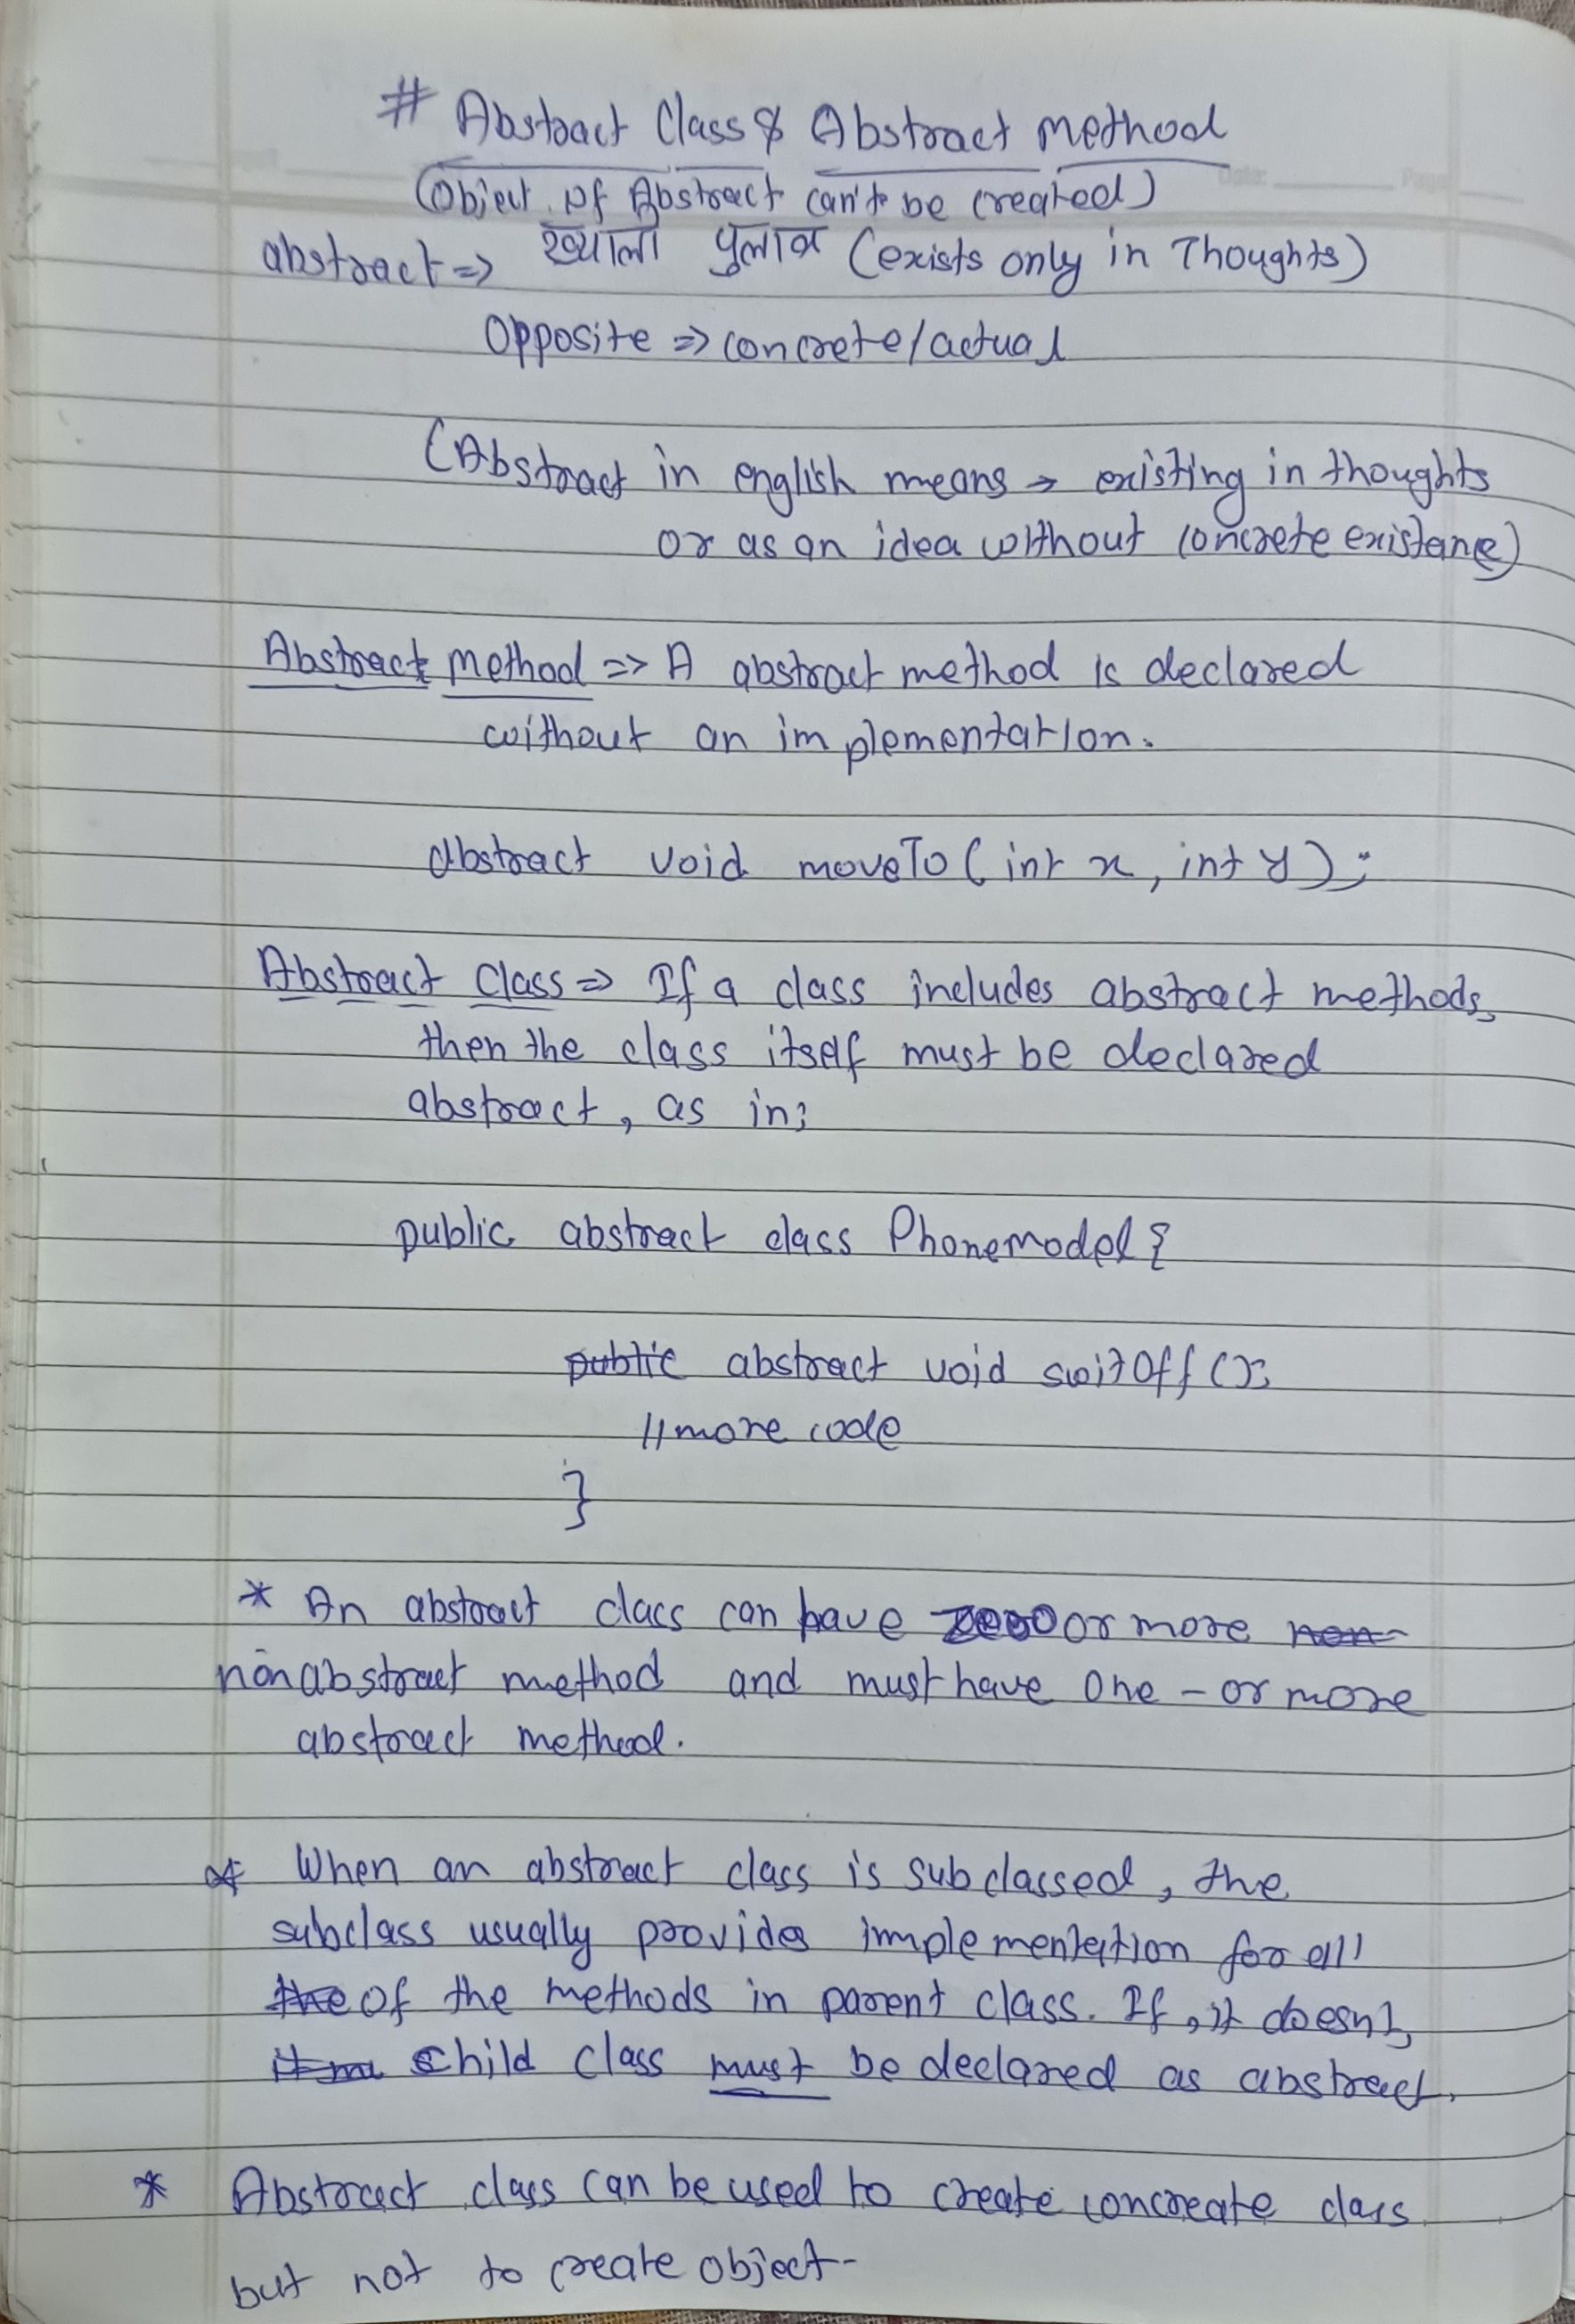 # Abstract Class & Abstract Method
(Object of Abstract can't be created)
abstract => ख्याली पुलाव (exists only in Thoughts)
Opposite => concrete/actual
(Abstract in english means → existing in thoughts
or as an idea without concrete existance)
Abstract method => A abstract method is declared
without an implementation.
abstract void moveTo(int x, int y);
Abstract Class => If a class includes abstract methods,
then the class itself must be declared
abstract, as in;
public abstract class Phonemodel{
public abstract void switOff();
//more code
}
* An abstract class can have zero or more non
nonabstract method and must have one - or more
abstract method.
* When an abstract class is subclassed, the
subclass usually provides implementation for all
the of the methods in parent class. If, it doesn't,
it mu Child class must be declared as abstract.
* Abstract class can be used to create concreate class
but not to create object-